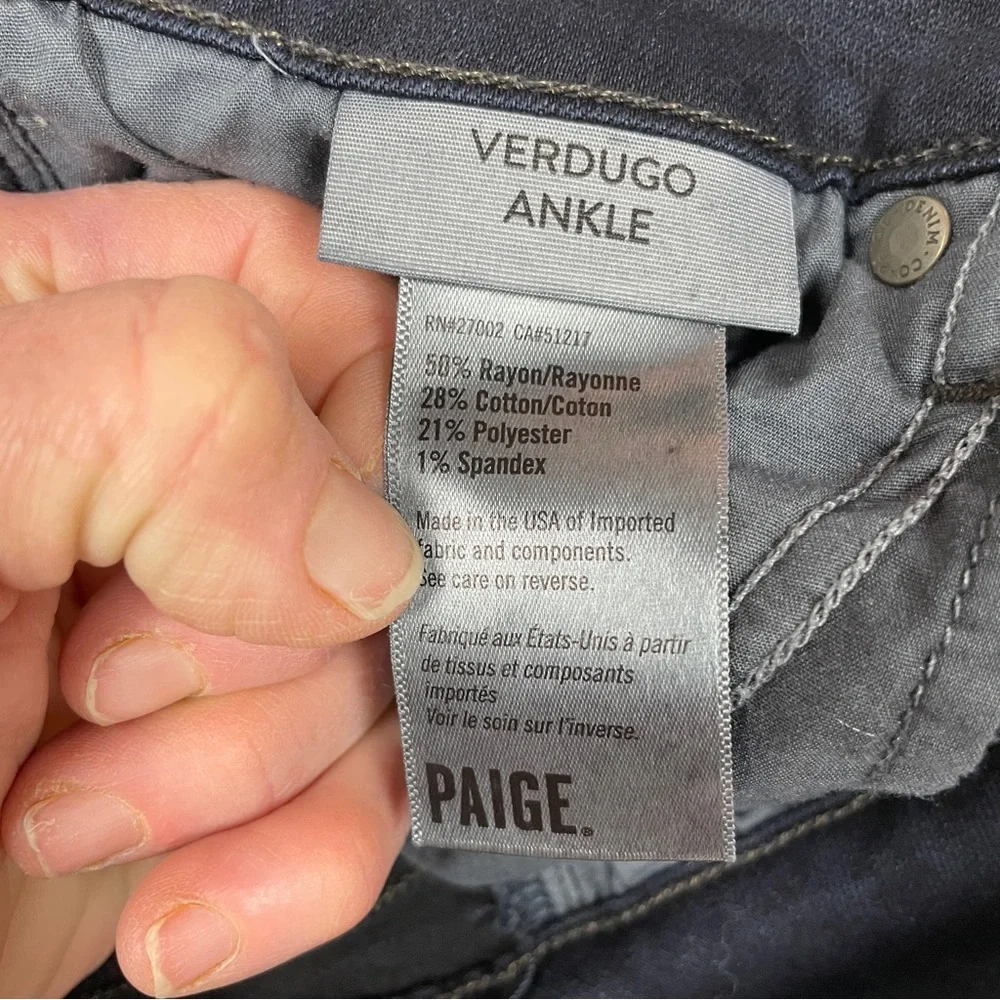 VERDUGO
ANKLE
DENIM · CO
RN#27002 CA#51217
50% Rayon/Rayonne
28% Cotton/Coton
21% Polyester
1% Spandex
Made in the USA of Imported
fabric and components.
See care on reverse.
Fabriqué aux États-Unis à partir
de tissus et composants
importés
Voir le soin sur l'inverse.
PAIGE®